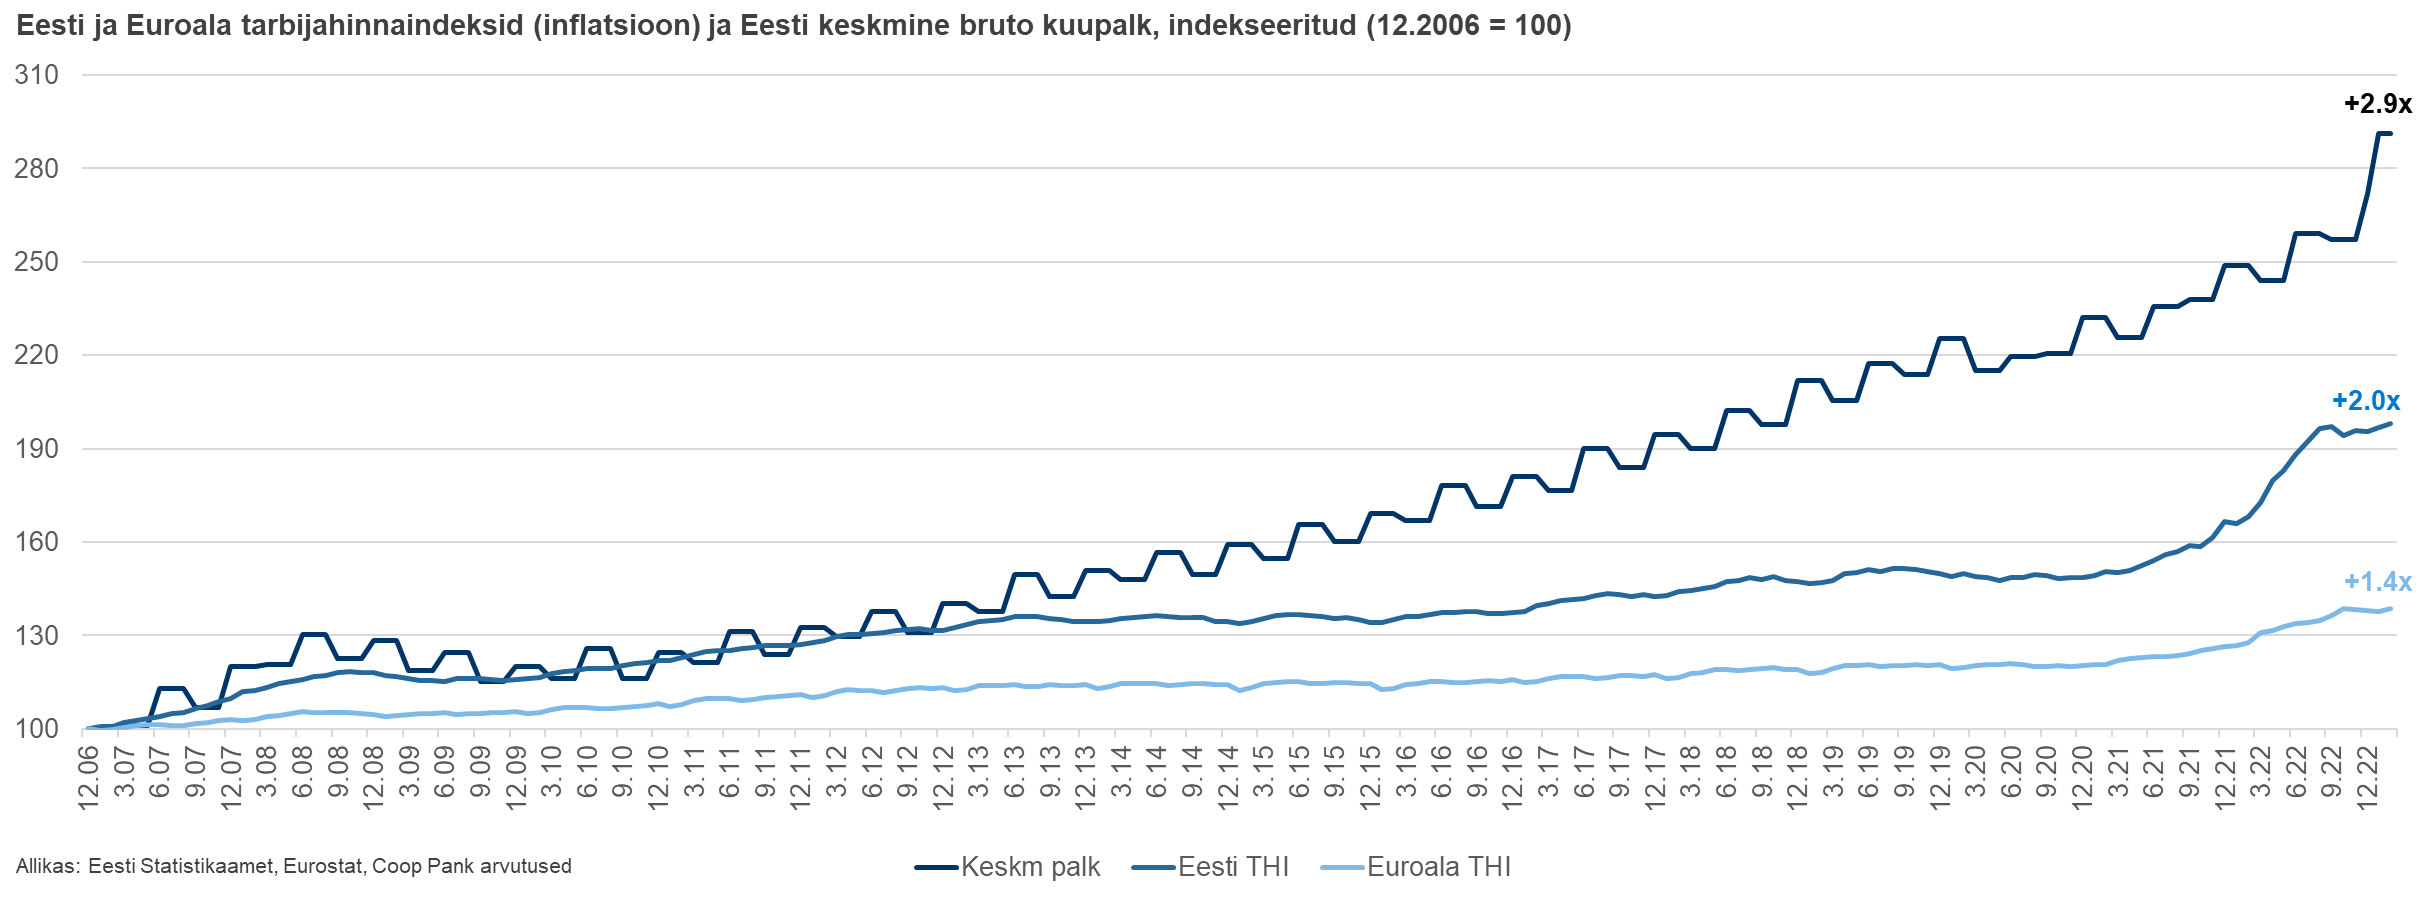 Eesti ja Euroala tarbijahinnaindeksid (inflatsioon) ja Eesti keskmine bruto kuupalk, indekseeritud (12.2006 = 100)
310
280
250
220
190
160
130
100
+2.9x
+2.0x
+1.4x
12.06 3.07 6.07 9.07 12.07 3.08 6.08 9.08 12.08 3.09 6.09 9.09 12.09 3.10 6.10 9.10 12.10 3.11 6.11 9.11 12.11 3.12 6.12 9.12 12.12 3.13 6.13 9.13 12.13 3.14 6.14 9.14 12.14 3.15 6.15 9.15 12.15 3.16 6.16 9.16 12.16 3.17 6.17 9.17 12.17 3.18 6.18 9.18 12.18 3.19 6.19 9.19 12.19 3.20 6.20 9.20 12.20 3.21 6.21 9.21 12.21 3.22 6.22 9.22 12.22
Allikas: Eesti Statistikaamet, Eurostat, Coop Pank arvutused
Keskm palk Eesti THI Euroala THI